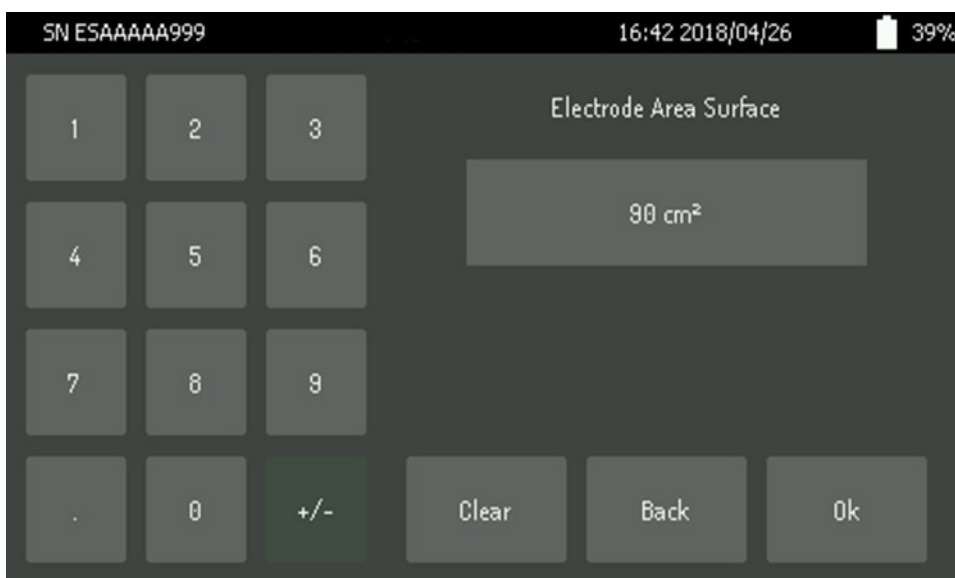 SN ESAAAAA999 16:42 2018/04/26 39%
Electrode Area Surface
1 2 3
90 cm²
4 5 6
7 8 9
. 0 +/- Clear Back Ok